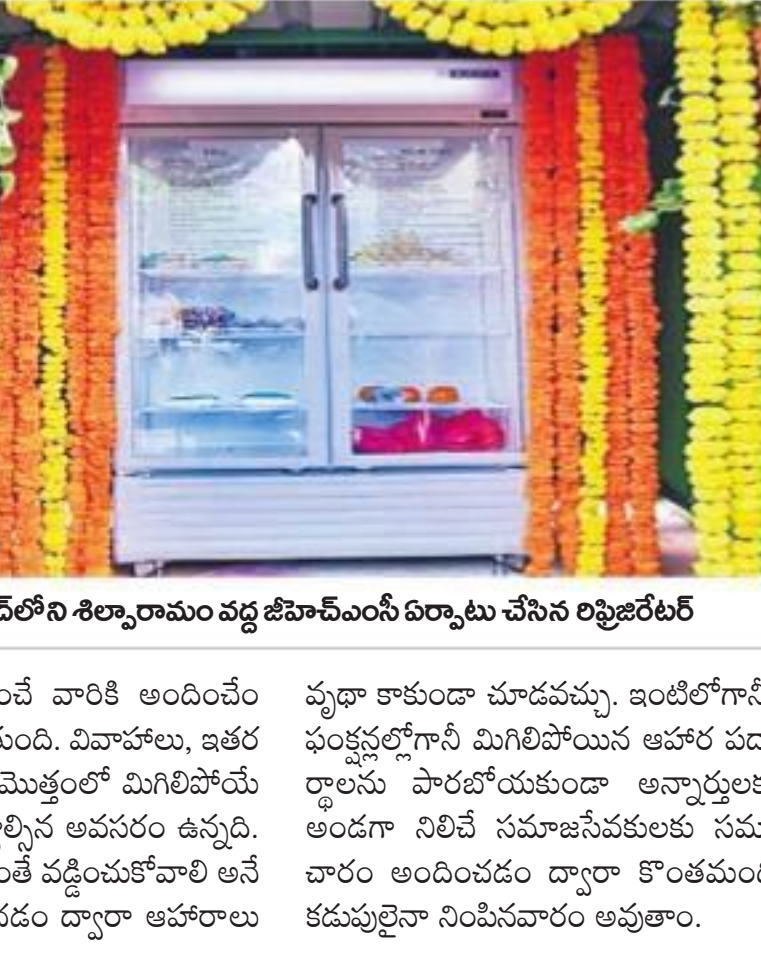 శిల్పారామం వద్ద జీహెచ్ఎంసీ ఏర్పాటు చేసిన రిఫ్రిజిరేటర్
వారికి అందించేం
వివాహాలు, ఇతర
మొత్తంలో మిగిలిపోయే
అవసరం ఉన్నది.
వడ్డించుకోవాలి అనే
ద్వారా ఆహారాలు
వృథా కాకుండా చూడవచ్చు. ఇంటిలోగానీ
ఫంక్షన్లల్లోగానీ మిగిలిపోయిన ఆహార పదా
ర్థాలను పారబోయకుండా అన్నార్తులకు
అండగా నిలిచే సమాజసేవకులకు సమా
చారం అందించడం ద్వారా కొంతమంది
కడుపులైనా నింపినవారం అవుతాం.